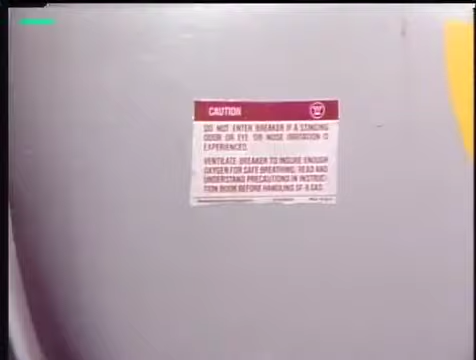 CAUTION
DO NOT ENTER BREAKER IF A STINGING
ODOR OR EYE OR NOSE IRRITATION IS
EXPERIENCED.
VENTILATE BREAKER TO INSURE ENOUGH
OXYGEN FOR SAFE BREATHING. READ AND
UNDERSTAND PRECAUTIONS IN INSTRUC-
TION BOOK BEFORE HANDLING SF-6 GAS.